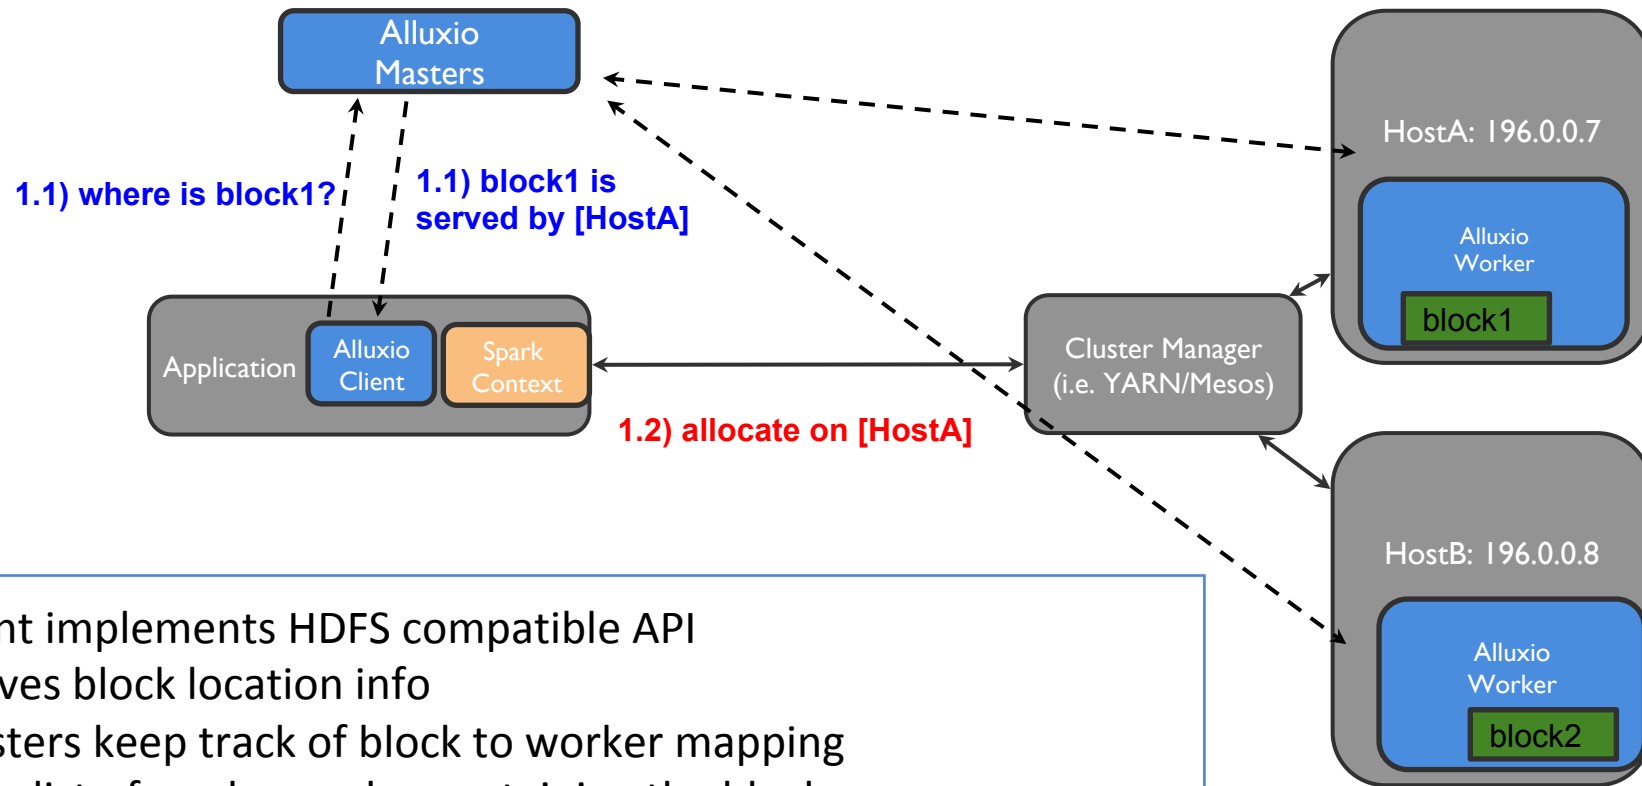 Alluxio
Masters
HostA: 196.0.0.7
1.1) where is block1?
1.1) block1 is
served by [HostA]
Alluxio
Worker
block1
Application
Alluxio
Client
Spark
Context
Cluster Manager
(i.e. YARN/Mesos)
1.2) allocate on [HostA]
HostB: 196.0.0.8
Alluxio
Worker
block2
nt implements HDFS compatible API
ves block location info
sters keep track of block to worker mapping